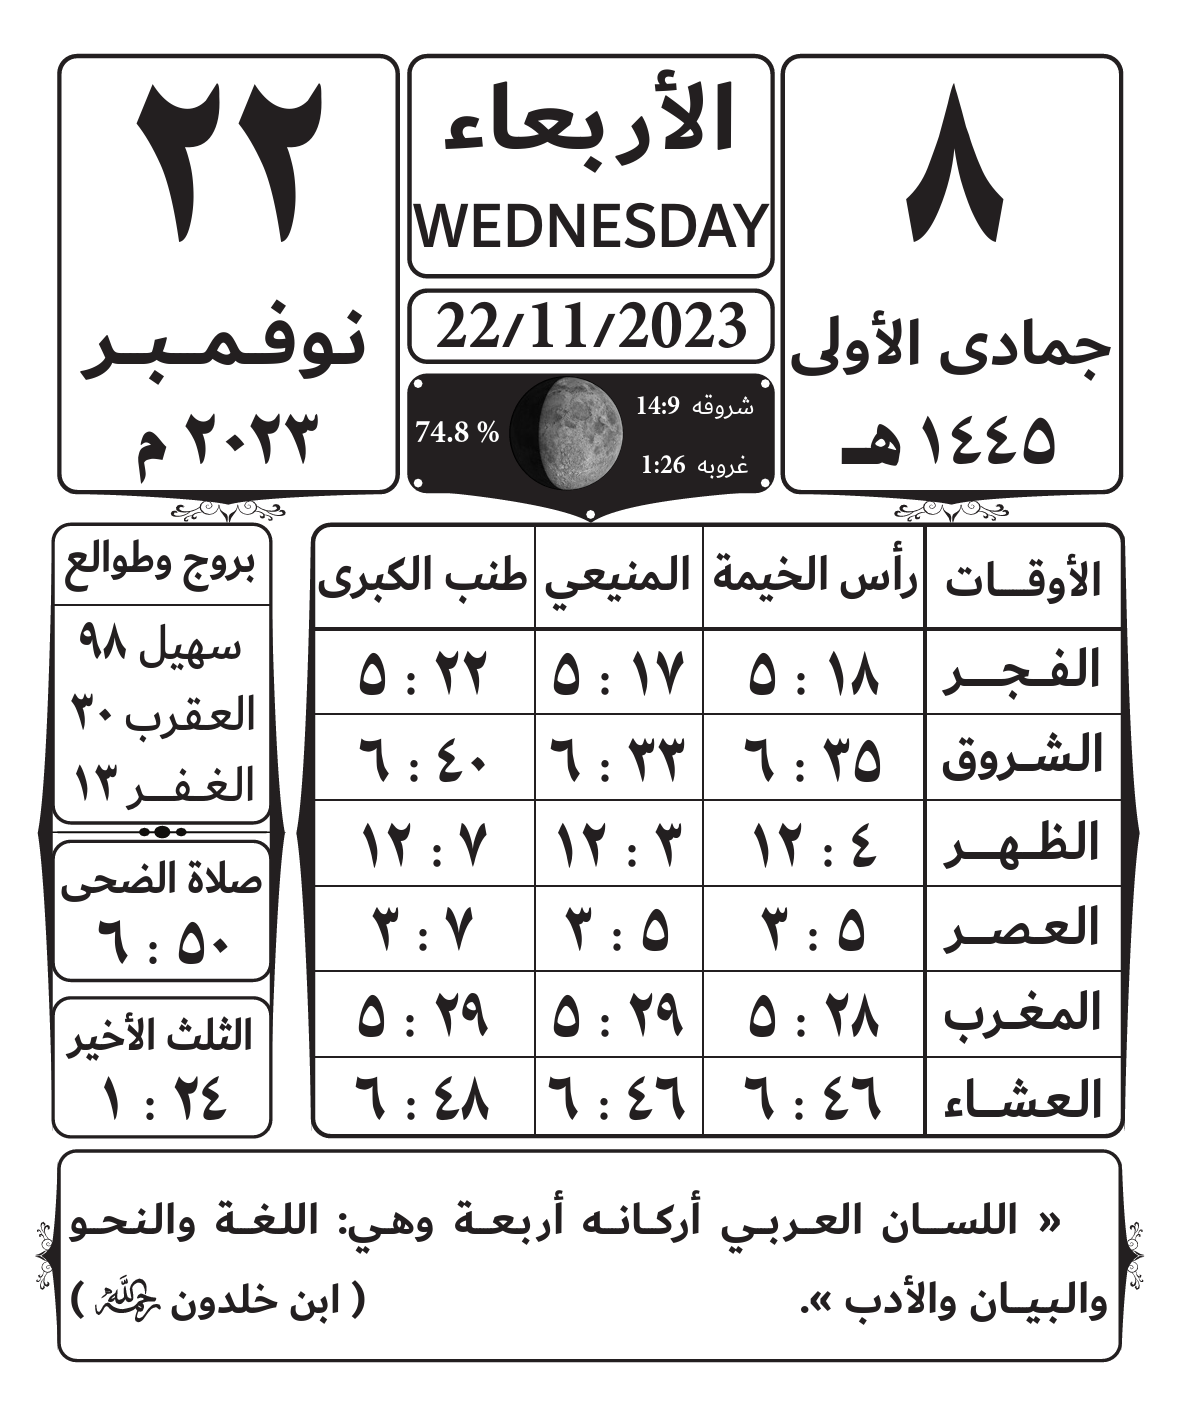 ٨
جمادى الأولى
١٤٤٥ هـ
الأربعاء
WEDNESDAY
22/11/2023
شروقه 14:9
74.8 %
غروبه 1:26
٢٢
نوفمبر
٢٠٢٣ م
الأوقات رأس الخيمة المنيعي طنب الكبرى
الفجر ١٨ : ٥ ١٧ : ٥ ٢٢ : ٥
الشروق ٣٥ : ٦ ٣٣ : ٦ ٤٠ : ٦
الظهر ٤ : ١٢ ٣ : ١٢ ٧ : ١٢
العصر ٥ : ٣ ٥ : ٣ ٧ : ٣
المغرب ٢٨ : ٥ ٢٩ : ٥ ٢٩ : ٥
العشاء ٤٦ : ٦ ٤٦ : ٦ ٤٨ : ٦
بروج وطوالع
سهيل ٩٨
العقرب ٣٠
الغفر ١٣
صلاة الضحى
٥٠ : ٦
الثلث الأخير
٢٤ : ١
« اللسان العربي أركانه أربعة وهي: اللغة والنحو
والبيان والأدب ». ( ابن خلدون رحمه الله )